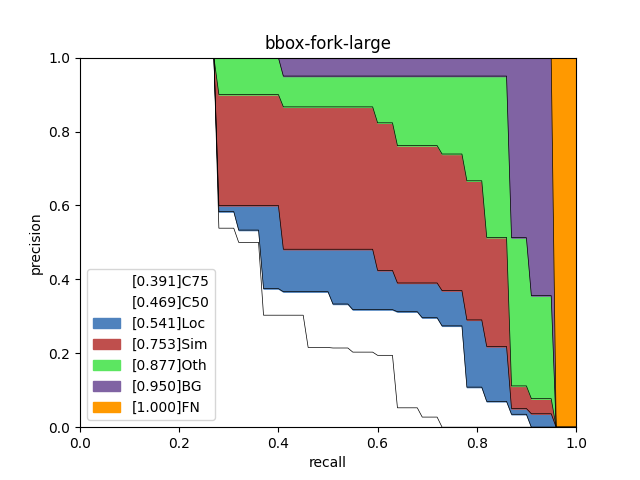 bbox-fork-large
1.0
0.8
0.6
0.4
0.2
0.0
precision
[0.391]C75
[0.469]C50
[0.541]Loc
[0.753]Sim
[0.877]Oth
[0.950]BG
[1.000]FN
0.0 0.2 0.4 0.6 0.8 1.0
recall